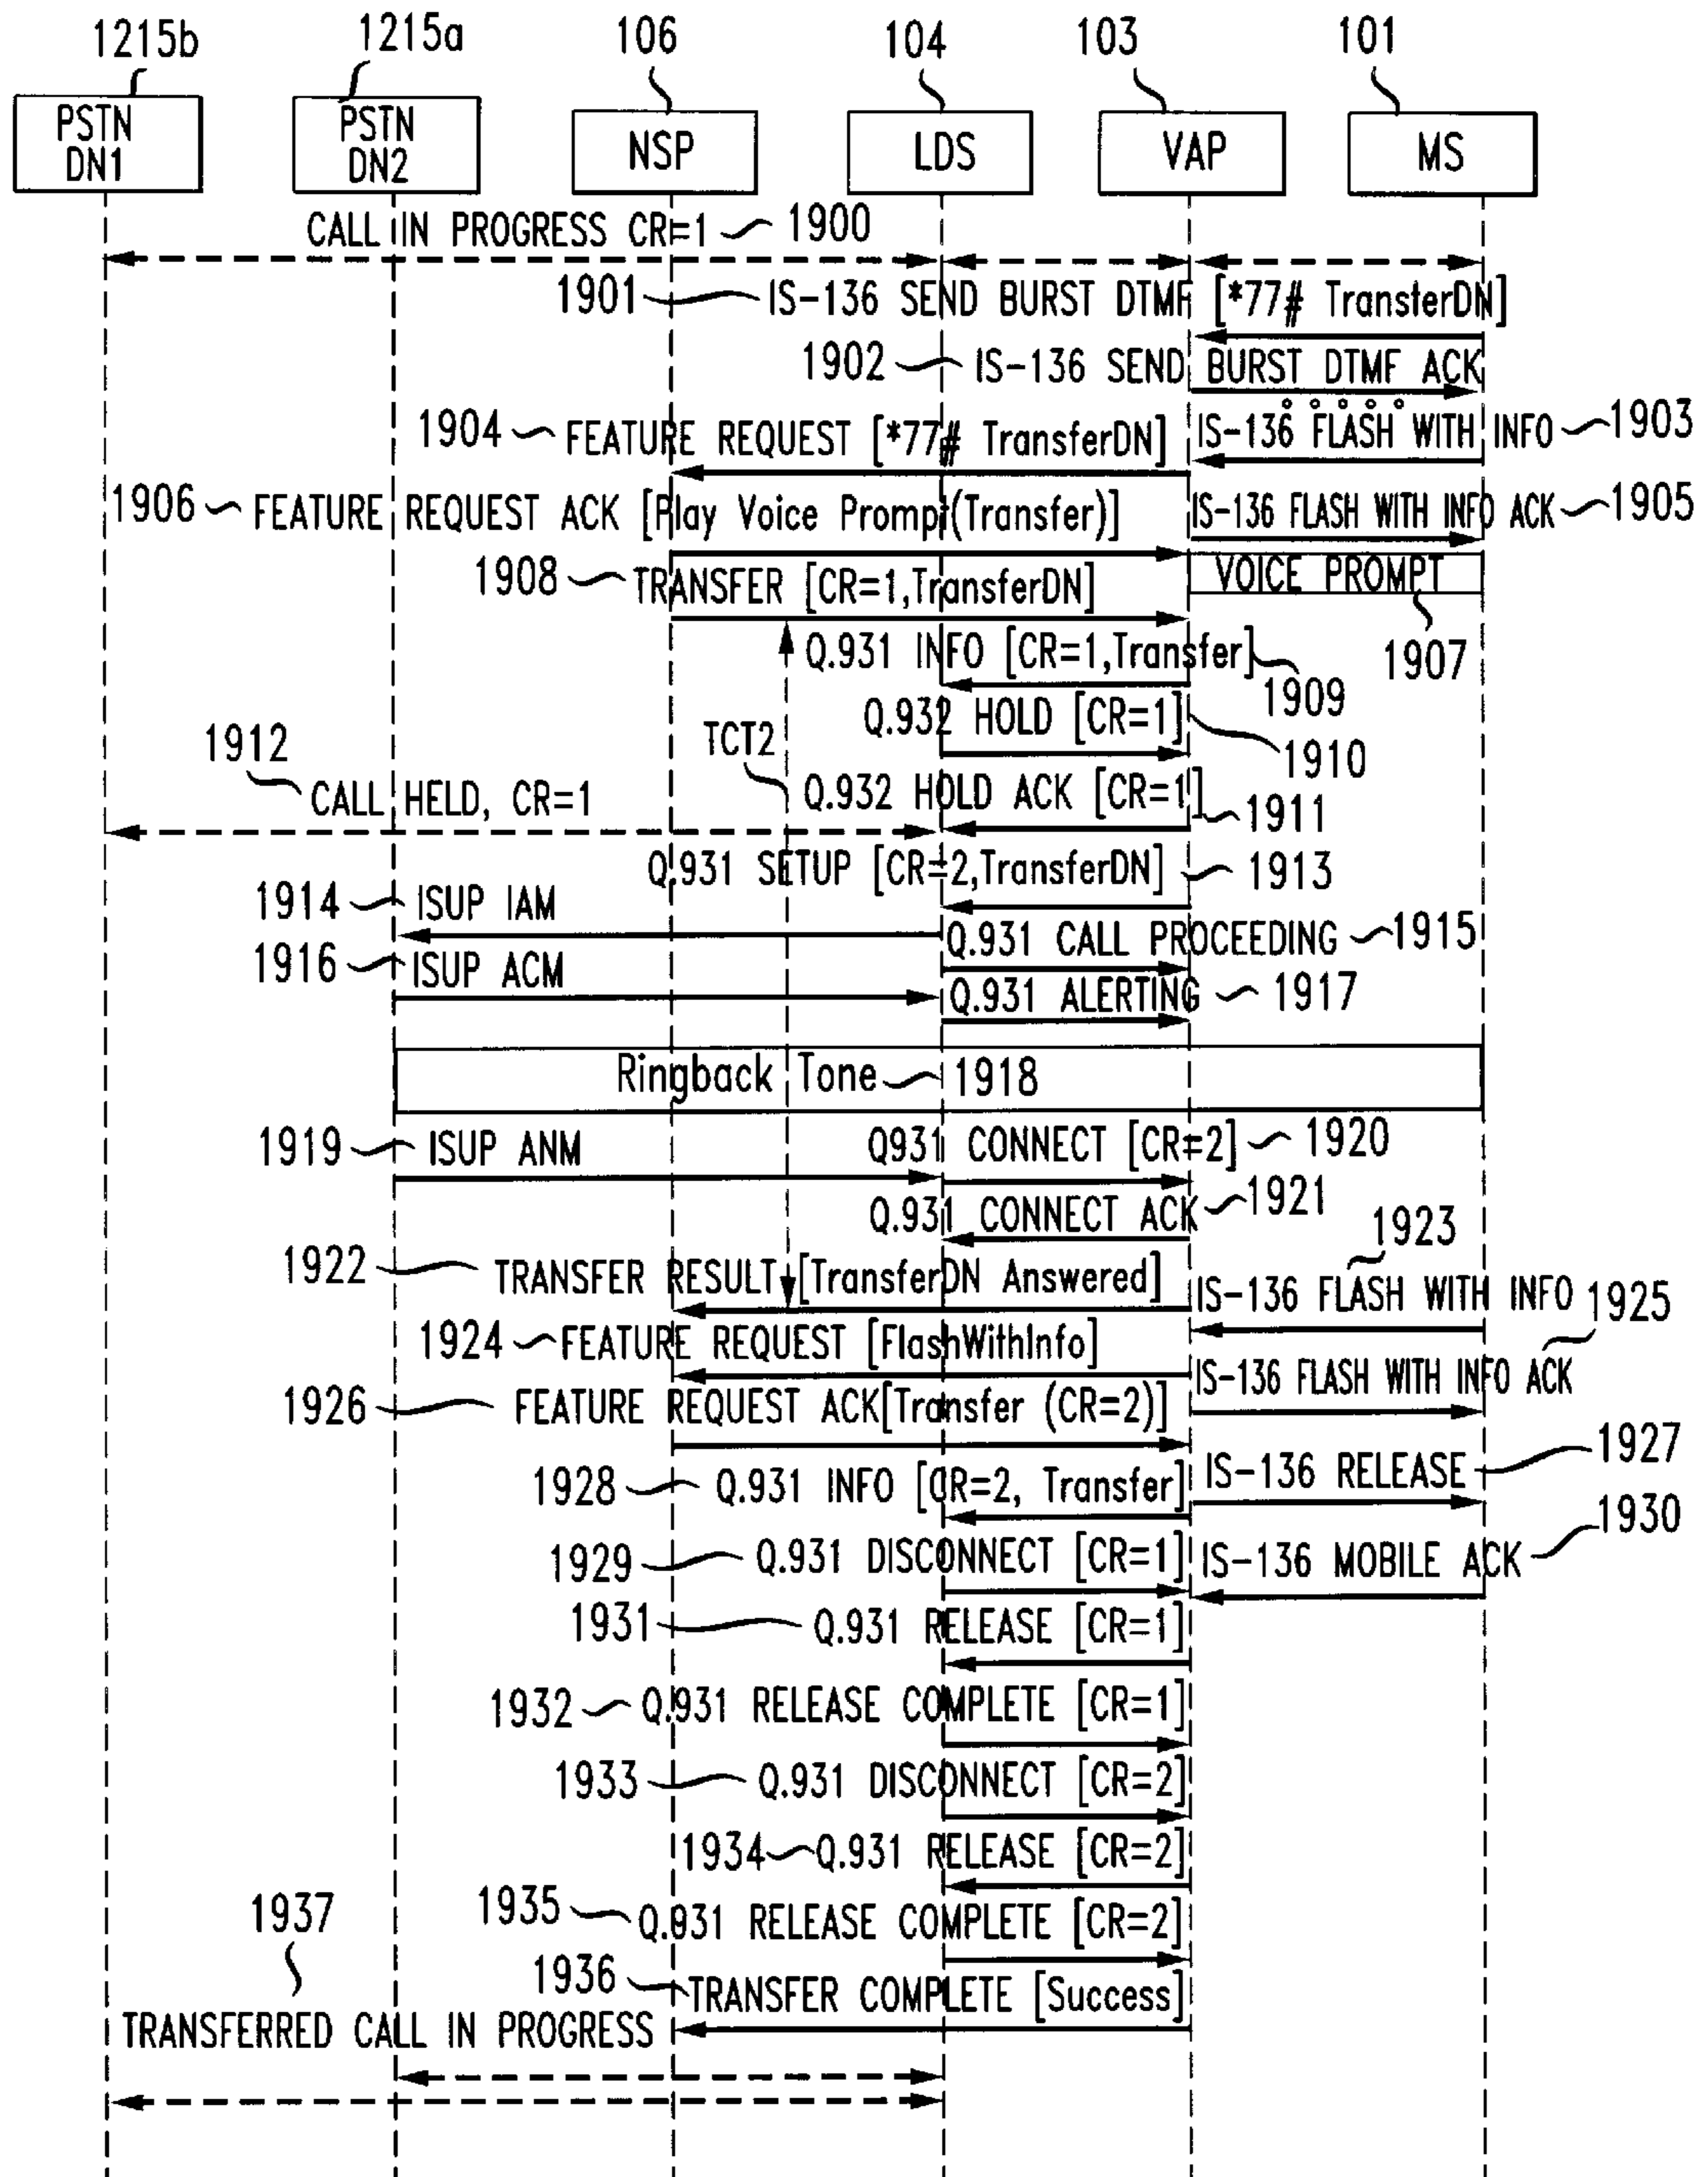 1215b
1215a
106
104
103
101
PSTN
DN1
PSTN
DN2
NSP
LDS
VAP
MS
CALL IN PROGRESS CR=1
1900
1901
IS-136 SEND BURST DTMF [*77# TransferDN]
1902
IS-136 SEND BURST DTMF ACK
1904
FEATURE REQUEST [*77# TransferDN]
IS-136 FLASH WITH INFO
1903
1906
FEATURE REQUEST ACK [Play Voice Prompt(Transfer)]
IS-136 FLASH WITH INFO ACK
1905
1908
TRANSFER [CR=1,TransferDN]
VOICE PROMPT
1907
Q.931 INFO [CR=1,Transfer]
1909
Q.932 HOLD [CR=1]
1910
TCT2
1912
CALL HELD, CR=1
Q.932 HOLD ACK [CR=1]
1911
Q.931 SETUP [CR=2,TransferDN]
1913
1914
ISUP IAM
Q.931 CALL PROCEEDING
1915
1916
ISUP ACM
Q.931 ALERTING
1917
Ringback Tone
1918
1919
ISUP ANM
Q931 CONNECT [CR=2]
1920
Q.931 CONNECT ACK
1921
1922
TRANSFER RESULT [TransferDN Answered]
1923
IS-136 FLASH WITH INFO
1924
FEATURE REQUEST [FlashWithInfo]
1925
IS-136 FLASH WITH INFO ACK
1926
FEATURE REQUEST ACK[Transfer (CR=2)]
1927
IS-136 RELEASE
1928
Q.931 INFO [CR=2, Transfer]
1929
Q.931 DISCONNECT [CR=1]
1930
IS-136 MOBILE ACK
1931
Q.931 RELEASE [CR=1]
1932
Q.931 RELEASE COMPLETE [CR=1]
1933
Q.931 DISCONNECT [CR=2]
1934
Q.931 RELEASE [CR=2]
1935
Q.931 RELEASE COMPLETE [CR=2]
1936
TRANSFER COMPLETE [Success]
1937
TRANSFERRED CALL IN PROGRESS